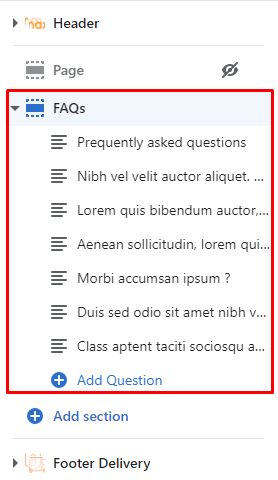 Header
Page
FAQs
Prequently asked questions
Nibh vel velit auctor aliquet. ...
Lorem quis bibendum auctor,...
Aenean sollicitudin, lorem qui...
Morbi accumsan ipsum ?
Duis sed odio sit amet nibh v...
Class aptent taciti sociosqu a...
Add Question
Add section
Footer Delivery